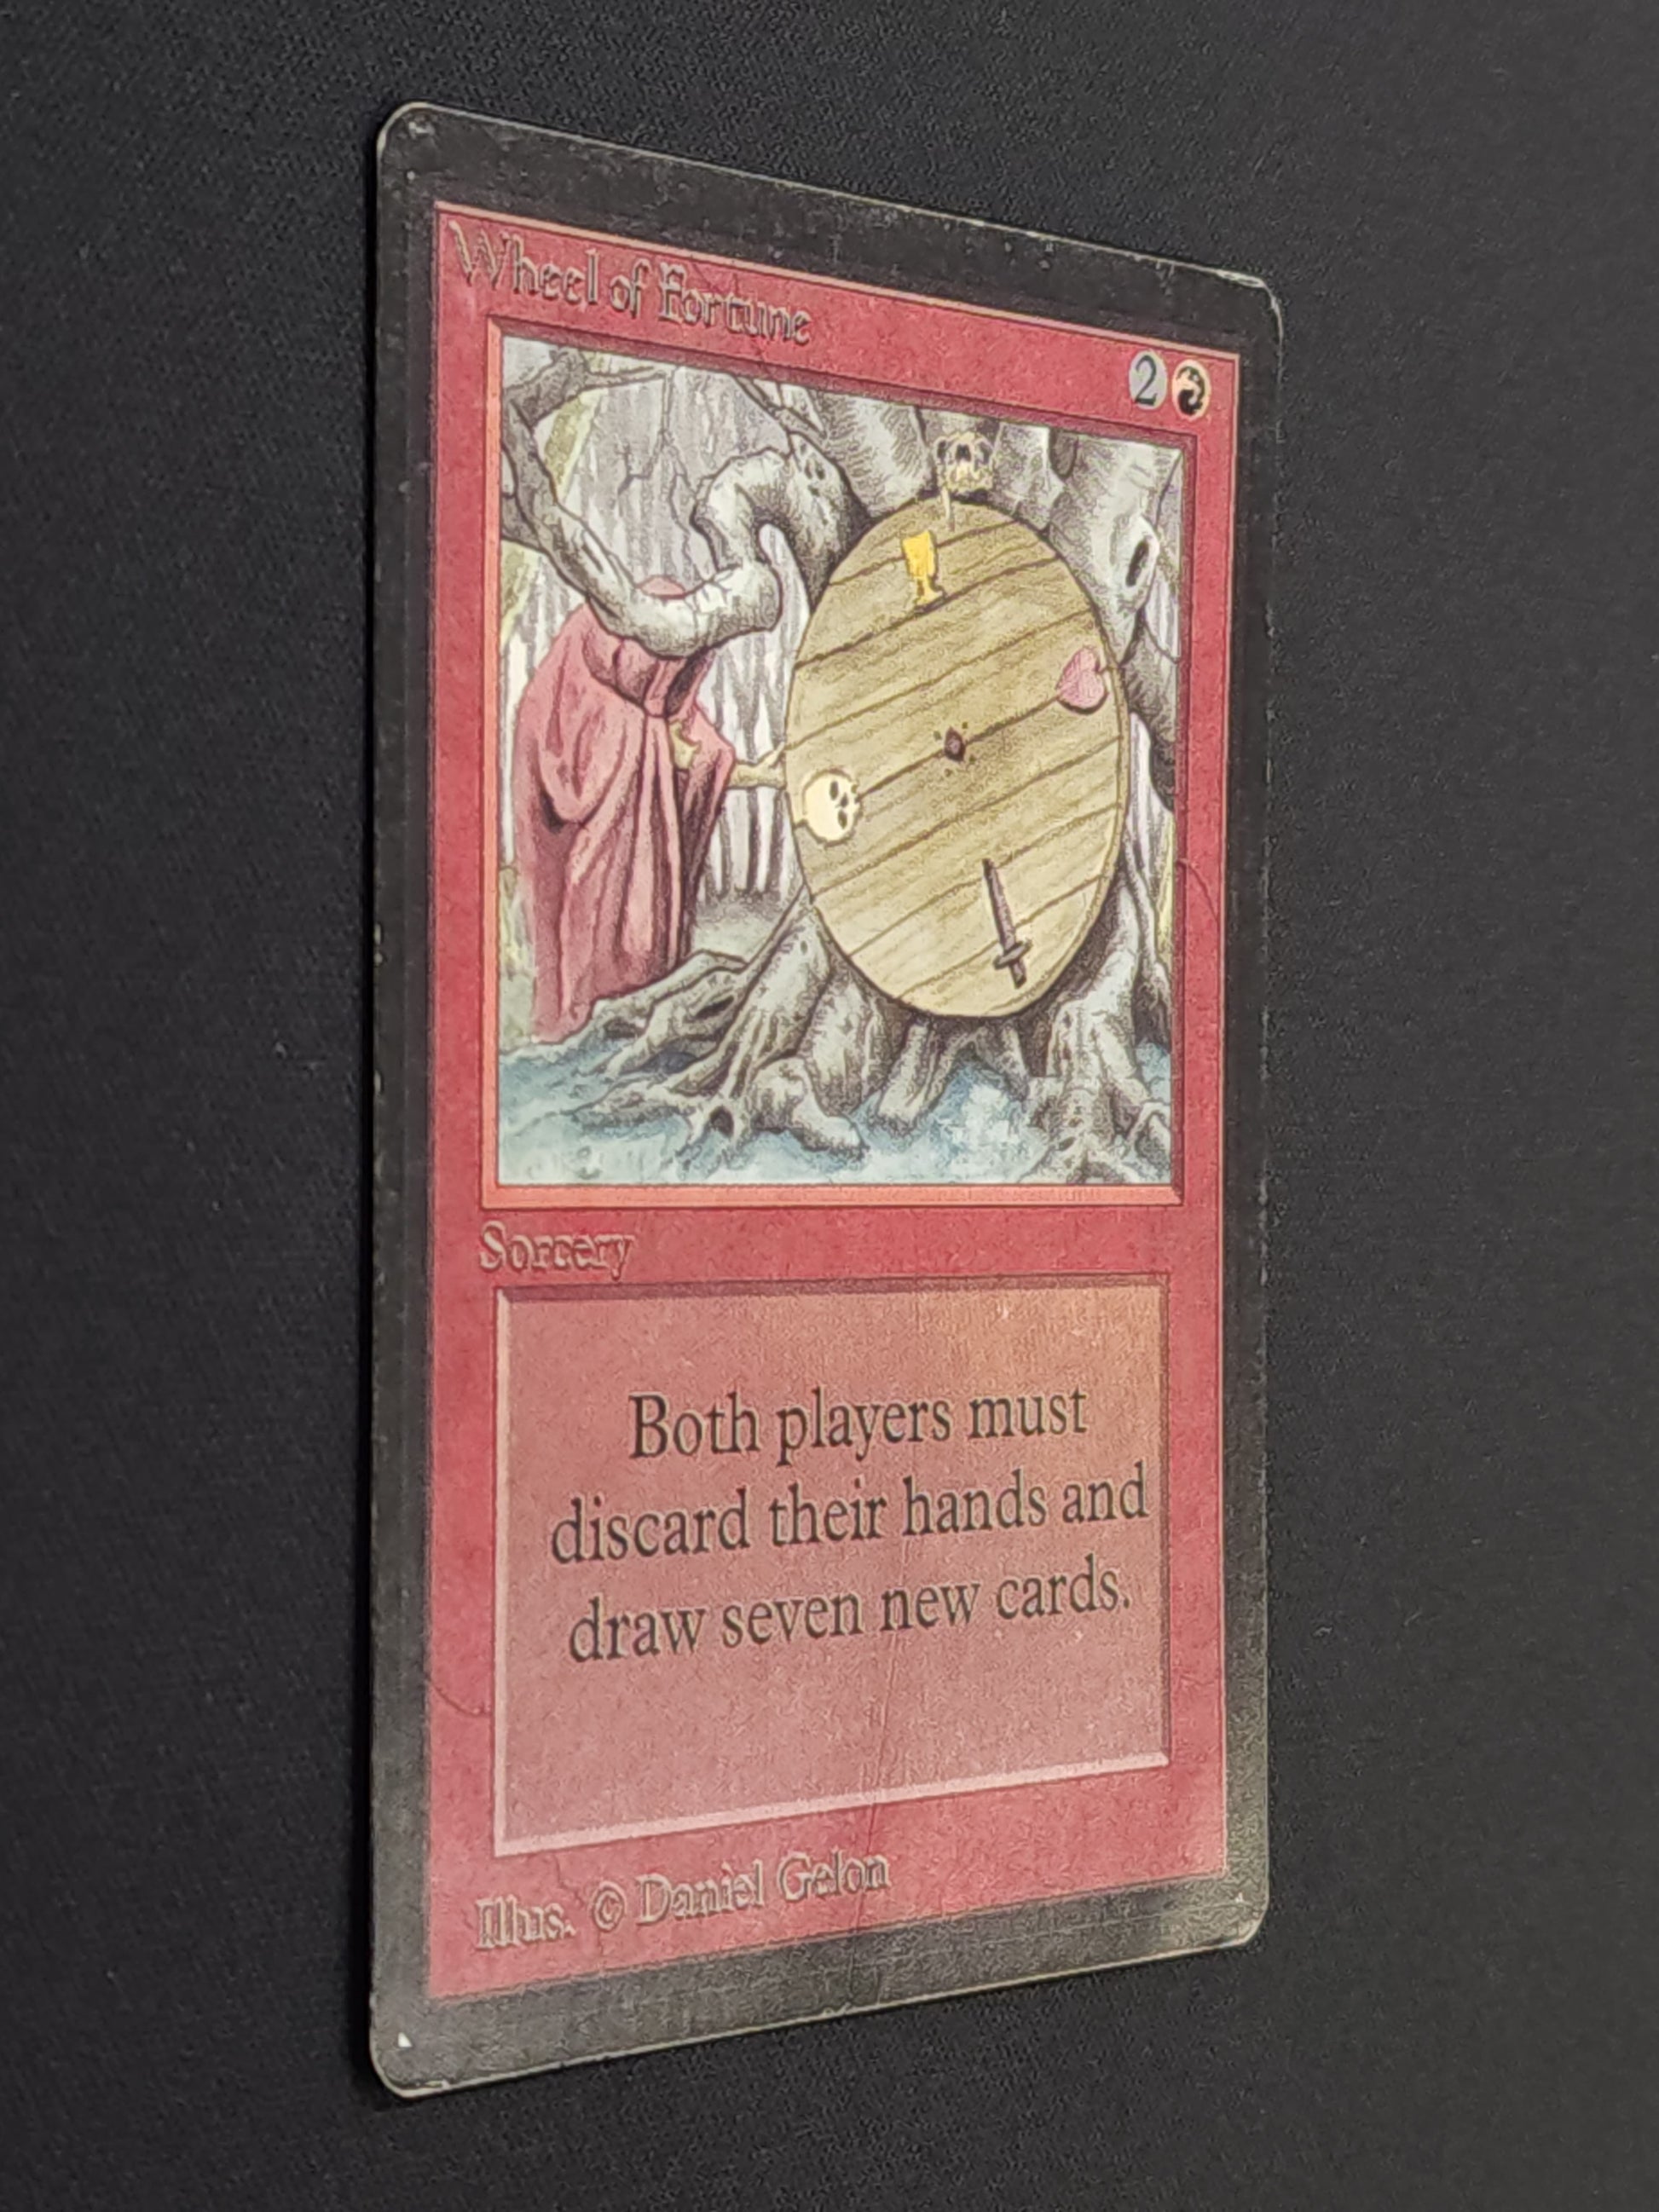 Wheel of Fortune
2
Sorcery
Both players must
discard their hands and
draw seven new cards.
Illus. © Daniel Gelon